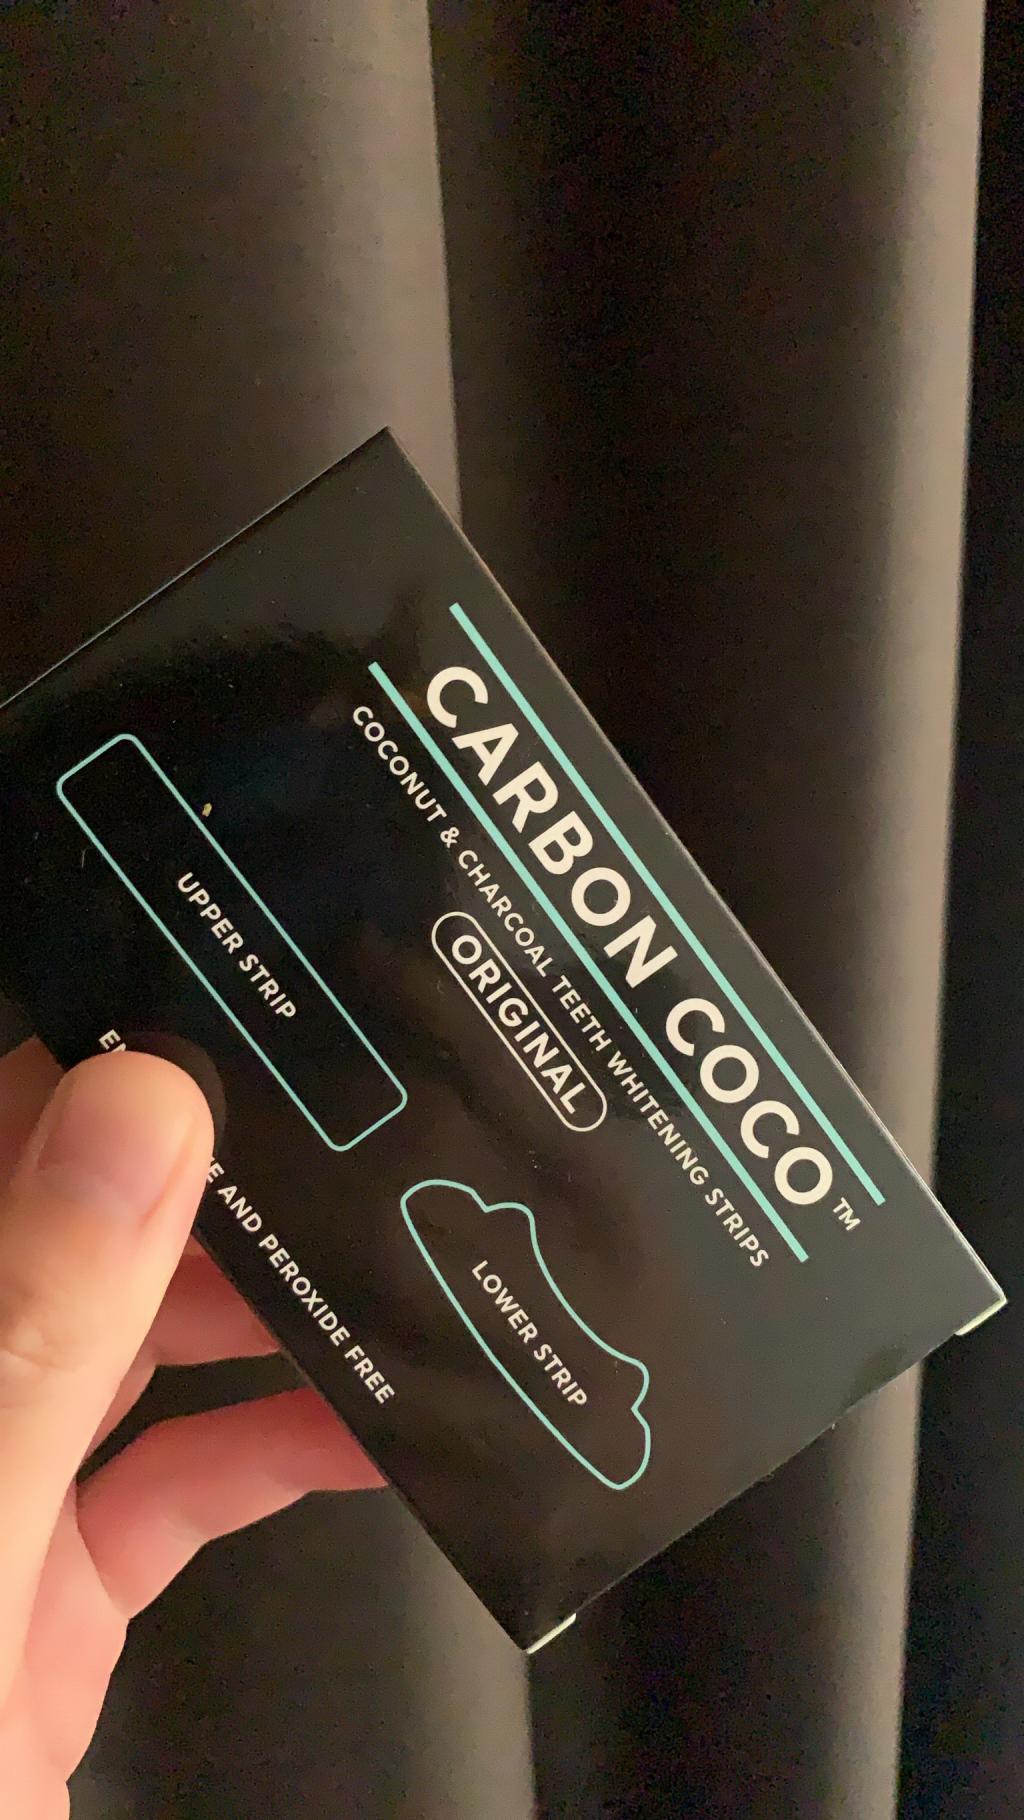 CARBON COCO™
COCONUT & CHARCOAL TEETH WHITENING STRIPS
ORIGINAL
UPPER STRIP
LOWER STRIP
AND PEROXIDE FREE